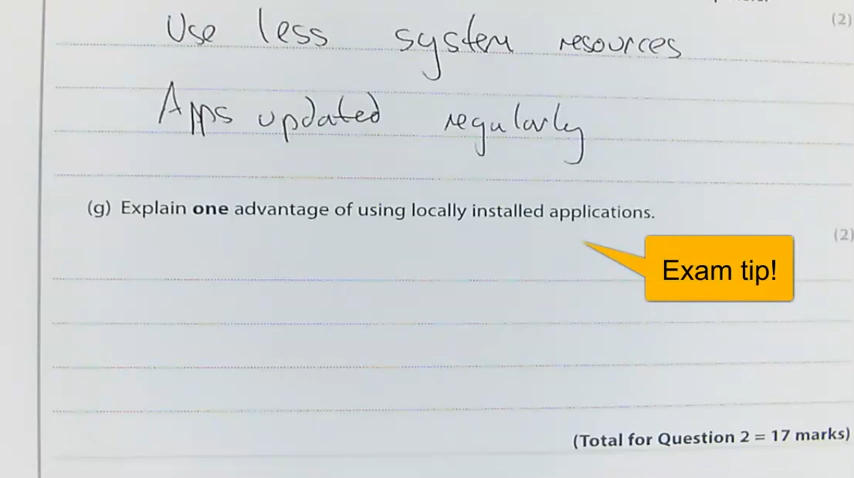 (2)
Use less system resources
Apps updated regularly
(g) Explain one advantage of using locally installed applications.
(2)
Exam tip!
(Total for Question 2 = 17 marks)